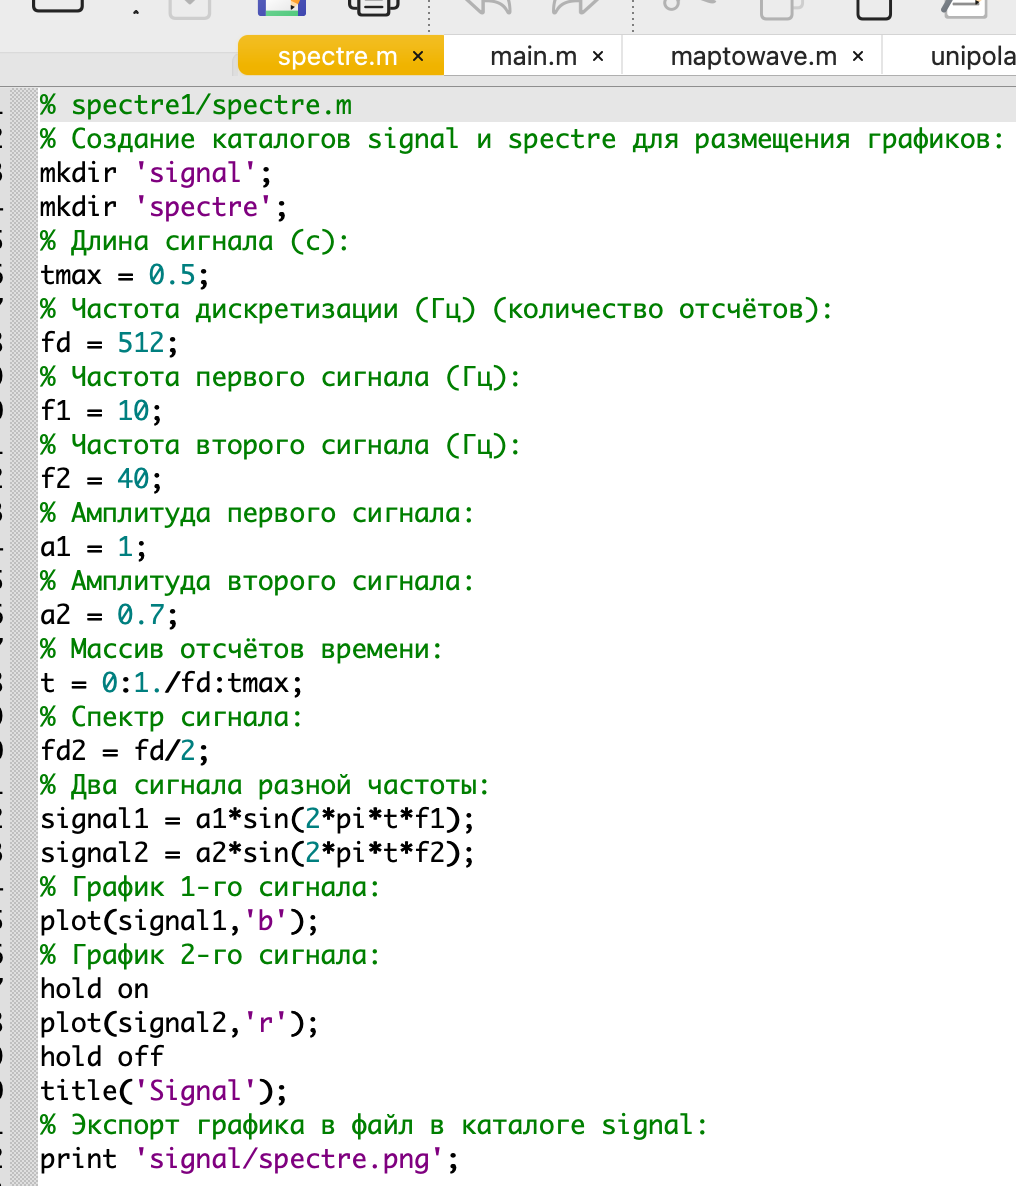 spectre.m × main.m × maptowave.m × unipola
% spectre1/spectre.m
% Создание каталогов signal и spectre для размещения графиков:
mkdir 'signal';
mkdir 'spectre';
% Длина сигнала (с):
tmax = 0.5;
% Частота дискретизации (Гц) (количество отсчётов):
fd = 512;
% Частота первого сигнала (Гц):
f1 = 10;
% Частота второго сигнала (Гц):
f2 = 40;
% Амплитуда первого сигнала:
a1 = 1;
% Амплитуда второго сигнала:
a2 = 0.7;
% Массив отсчётов времени:
t = 0:1./fd:tmax;
% Спектр сигнала:
fd2 = fd/2;
% Два сигнала разной частоты:
signal1 = a1*sin(2*pi*t*f1);
signal2 = a2*sin(2*pi*t*f2);
% График 1-го сигнала:
plot(signal1,'b');
% График 2-го сигнала:
hold on
plot(signal2,'r');
hold off
title('Signal');
% Экспорт графика в файл в каталоге signal:
print 'signal/spectre.png';